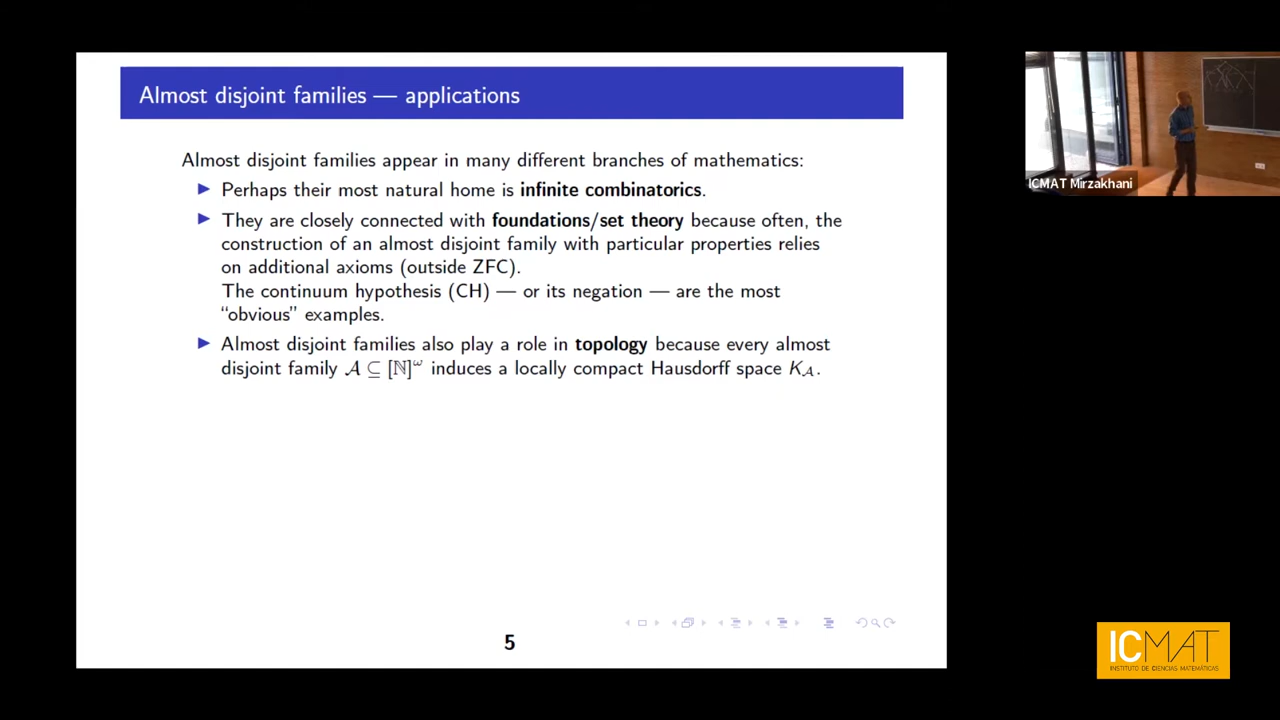 Almost disjoint families — applications
Almost disjoint families appear in many different branches of mathematics:
▶ Perhaps their most natural home is infinite combinatorics.
▶ They are closely connected with foundations/set theory because often, the
construction of an almost disjoint family with particular properties relies
on additional axioms (outside ZFC).
The continuum hypothesis (CH) — or its negation — are the most
“obvious” examples.
▶ Almost disjoint families also play a role in topology because every almost
disjoint family 𝒜 ⊆ [ℕ]^ω induces a locally compact Hausdorff space K_𝒜.
5
ICMAT Mirzakhani
ICMAT
INSTITUTO DE CIENCIAS MATEMÁTICAS